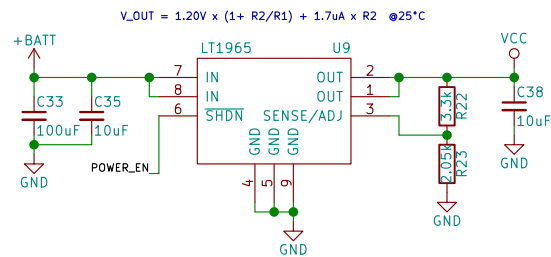 V_OUT = 1.20V x (1+ R2/R1) + 1.7uA x R2 @25°C
+BATT
LT1965
U9
VCC
7
IN
OUT
2
8
IN
OUT
1
6
SHDN
SENSE/ADJ
3
C33
100uF
C35
10uF
3.3k
R22
C38
10uF
GND
GND
GND
POWER_EN
2.05k
R23
GND
GND
4
5
9
GND
GND